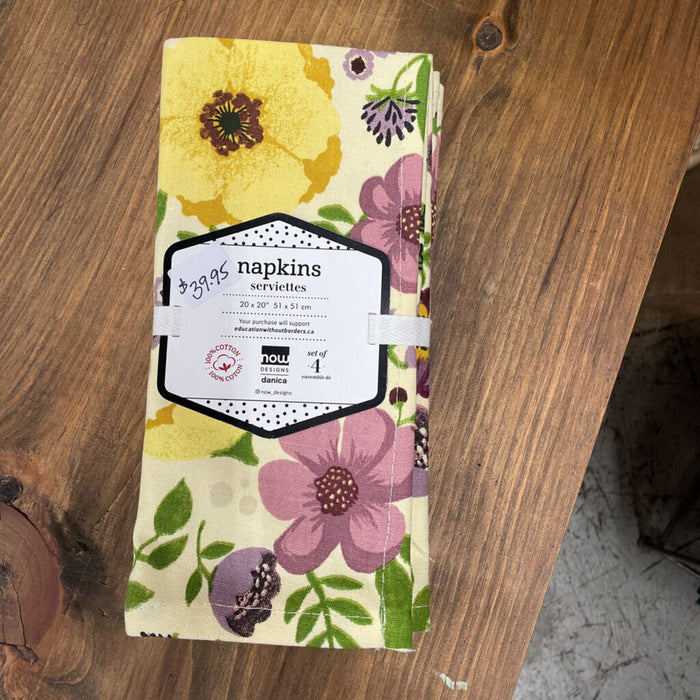 $39.95
napkins
serviettes
20 x 20" 51 x 51 cm
Your purchase will support
educationwithoutborders.ca
100% COTTON
100% COTON
now
DESIGNS
danica
set of
4
ensemble de
@now_designs